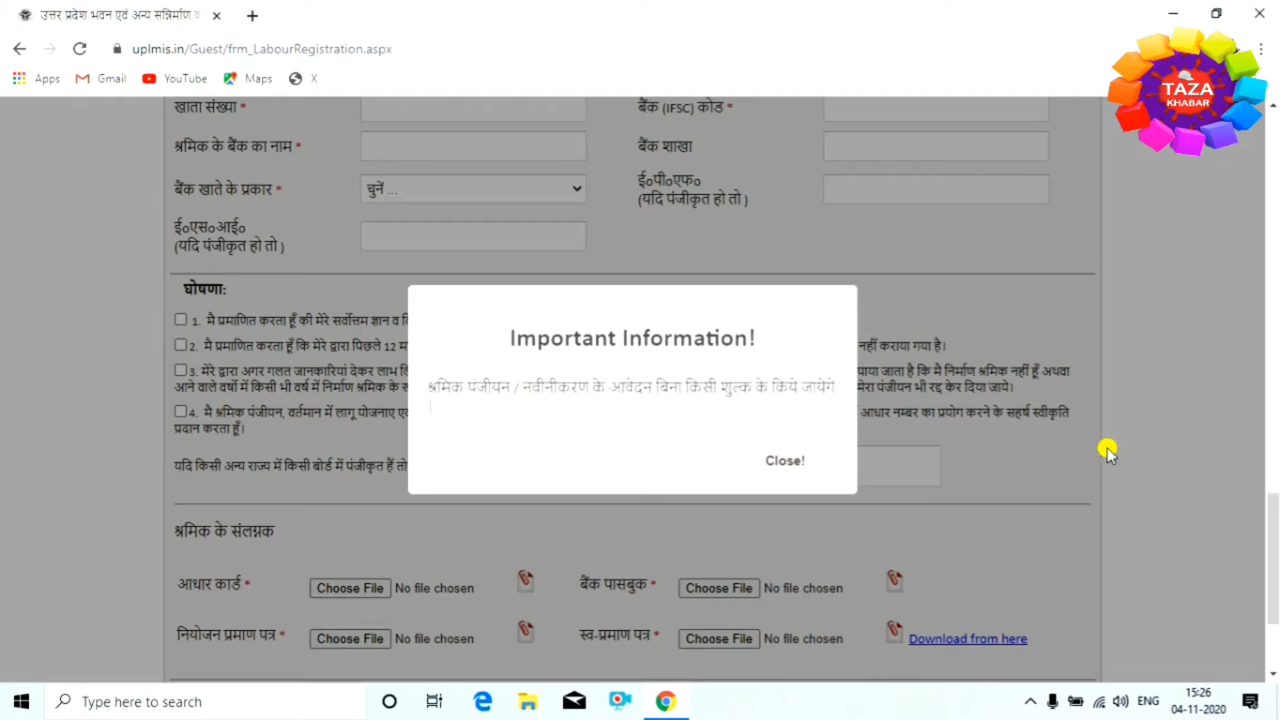 उत्तर प्रदेश भवन एवं अन्य सन्निर्माण व
uplmis.in/Guest/frm_LabourRegistration.aspx
Apps Gmail YouTube Maps X
TAZA
KHABAR
खाता संख्या * बैंक (IFSC) कोड *
श्रमिक के बैंक का नाम * बैंक शाखा
बैंक खाते के प्रकार * चुनें ... ई०पी०एफ०
(यदि पंजीकृत हो तो )
ई०एस०आई०
(यदि पंजीकृत हो तो )
घोषणा:
1. मै प्रमाणित करता हूँ की मेरे सर्वोत्तम ज्ञान व
2. मै प्रमाणित करता हूँ कि मेरे द्वारा पिछले 12 नहीं कराया गया है।
3. मेरे द्वारा अगर गलत जानकारियां देकर लाभ पाया जाता है कि मैं निर्माण श्रमिक नहीं हूँ अथवा
आने वाले वर्षों में किसी भी वर्ष में निर्माण श्रमिक के मेरा पंजीयन भी रद्द कर दिया जाये।
4. मै श्रमिक पंजीयन, वर्तमान में लागू योजनाए आधार नम्बर का प्रयोग करने के सहर्ष स्वीकृति
प्रदान करता हूँ।
यदि किसी अन्य राज्य में किसी बोर्ड में पंजीकृत हैं तो
Important Information!
श्रमिक पंजीयन / नवीनीकरण के आवेदन बिना किसी शुल्क के किये जायेगे
|
Close!
श्रमिक के संलग्नक
आधार कार्ड * Choose File No file chosen बैंक पासबुक * Choose File No file chosen
नियोजन प्रमाण पत्र * Choose File No file chosen स्व-प्रमाण पत्र * Choose File No file chosen Download from here
Type here to search ENG 15:26
04-11-2020